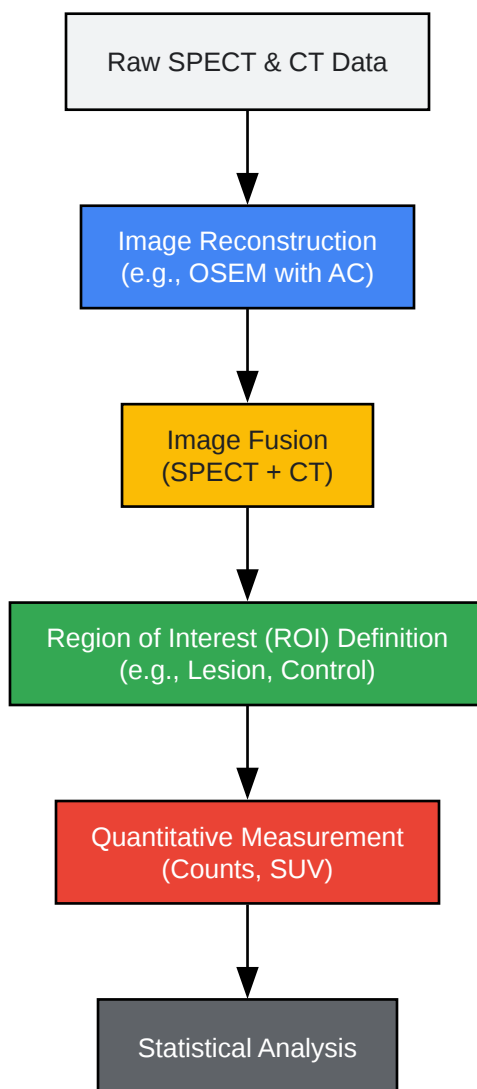 Raw SPECT & CT Data
Image Reconstruction
(e.g., OSEM with AC)
Image Fusion
(SPECT + CT)
Region of Interest (ROI) Definition
(e.g., Lesion, Control)
Quantitative Measurement
(Counts, SUV)
Statistical Analysis